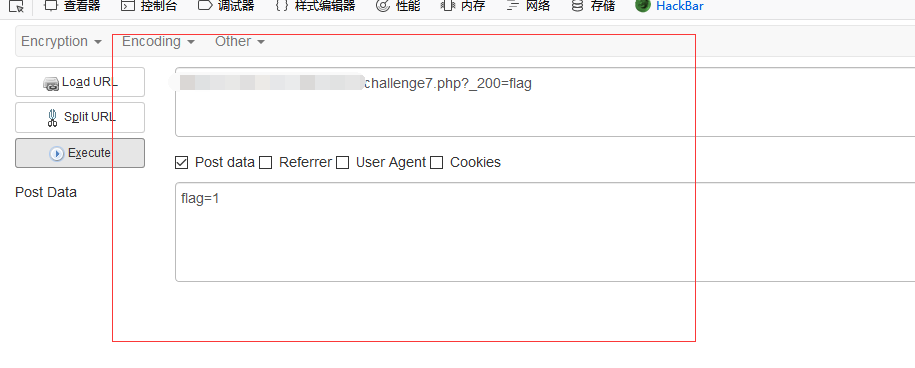 查看器 控制台 调试器 样式编辑器 性能 内存 网络 存储 HackBar
Encryption Encoding Other
Load URL
challenge7.php?_200=flag
Split URL
Execute
Post data Referrer User Agent Cookies
Post Data
flag=1